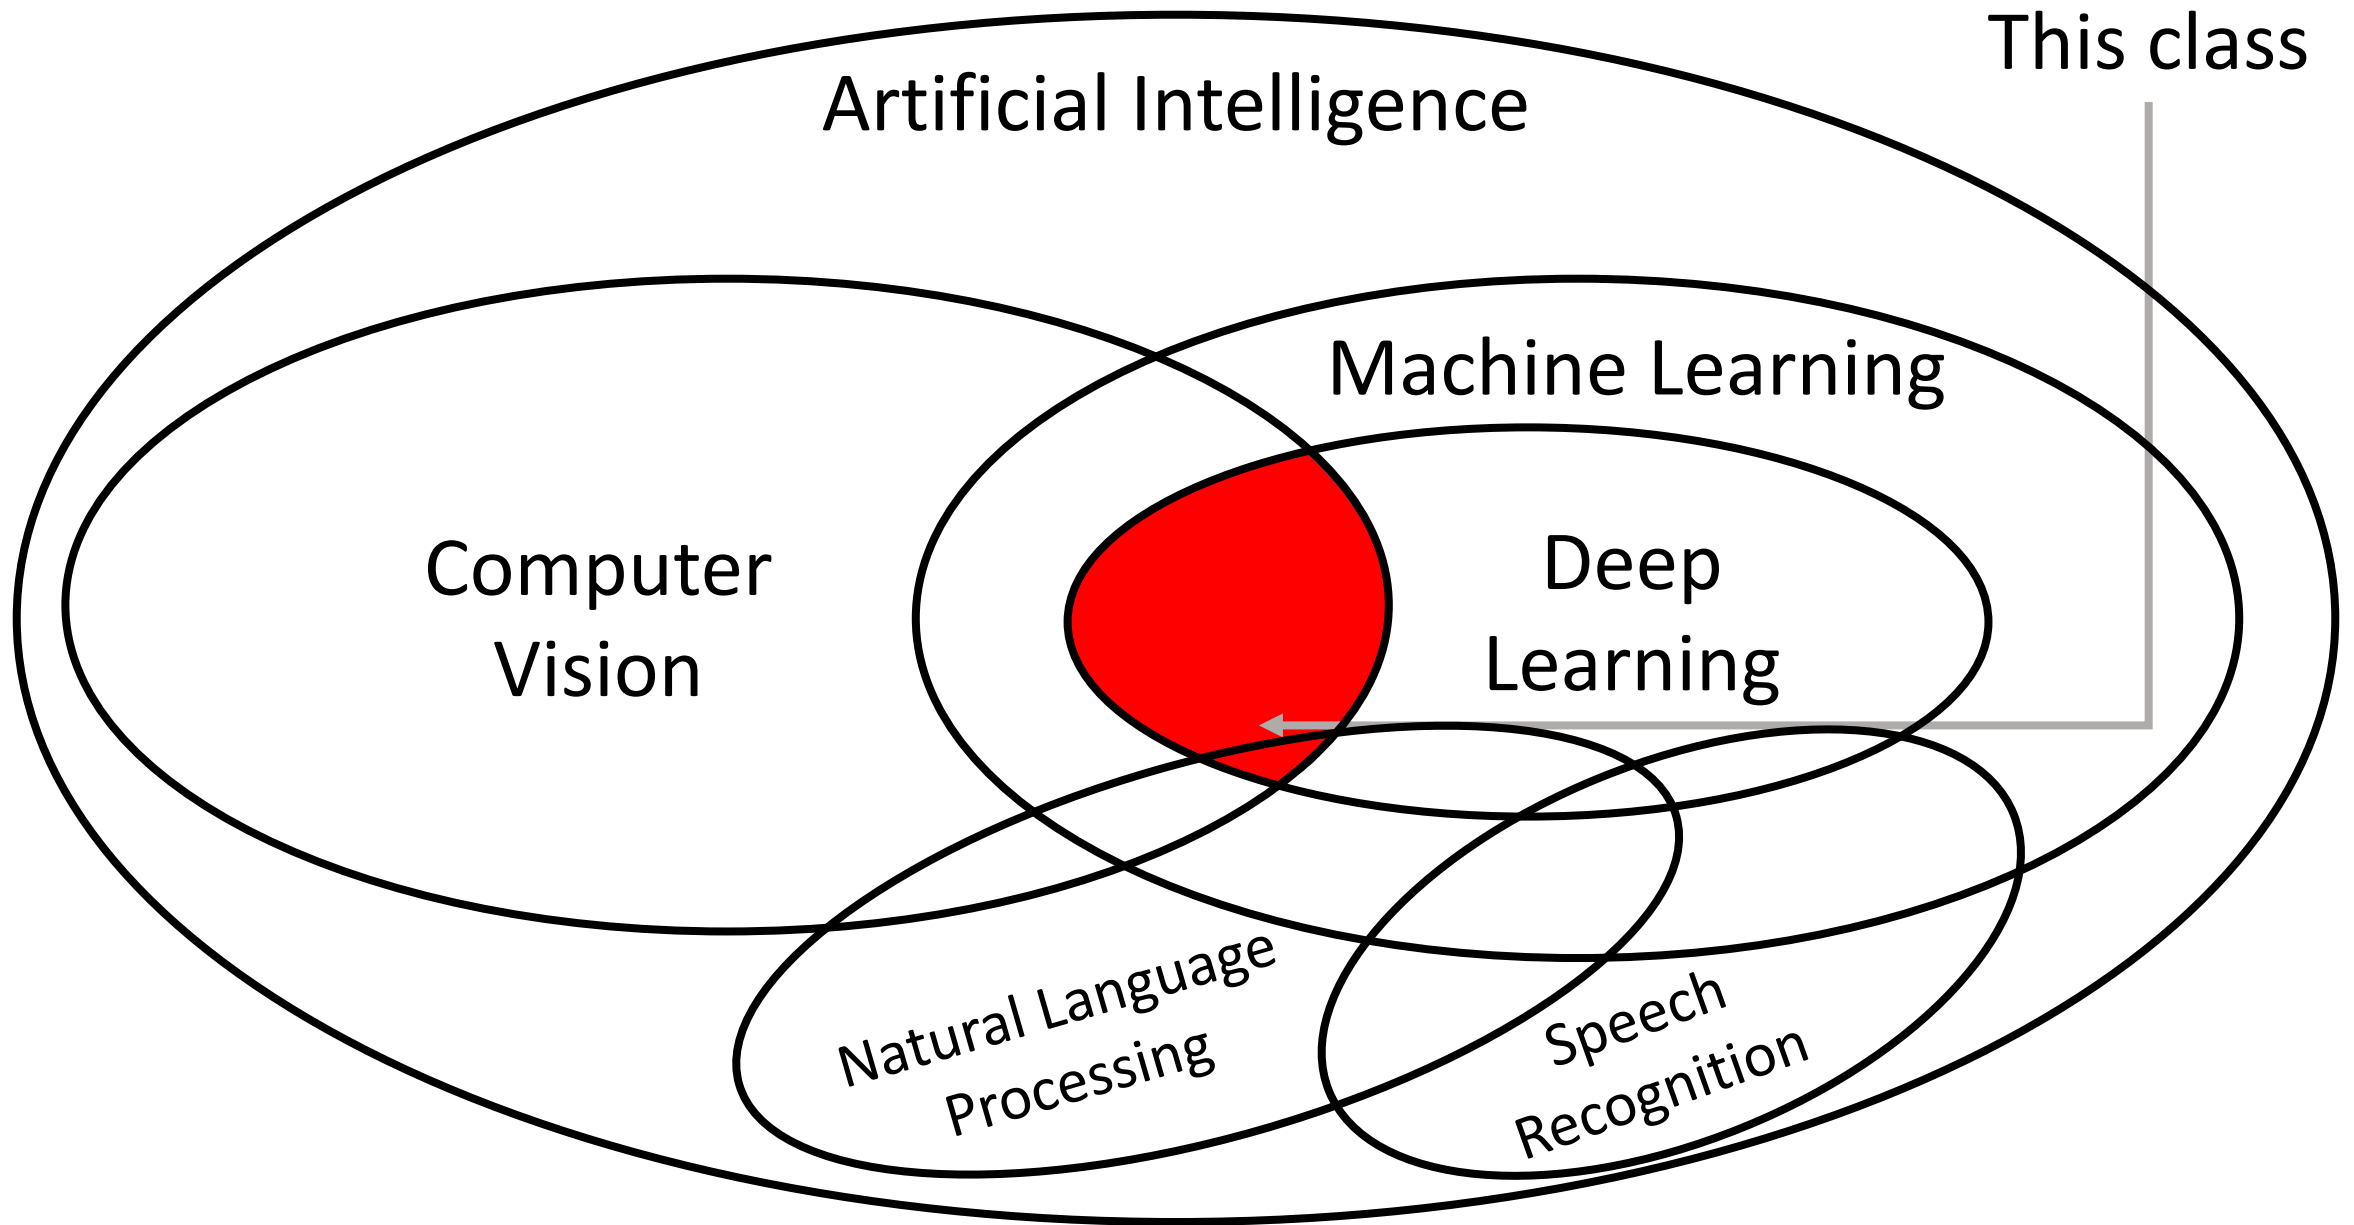 This class
Artificial Intelligence
Machine Learning
Computer
Vision
Deep
Learning
Natural Language
Processing
Speech
Recognition